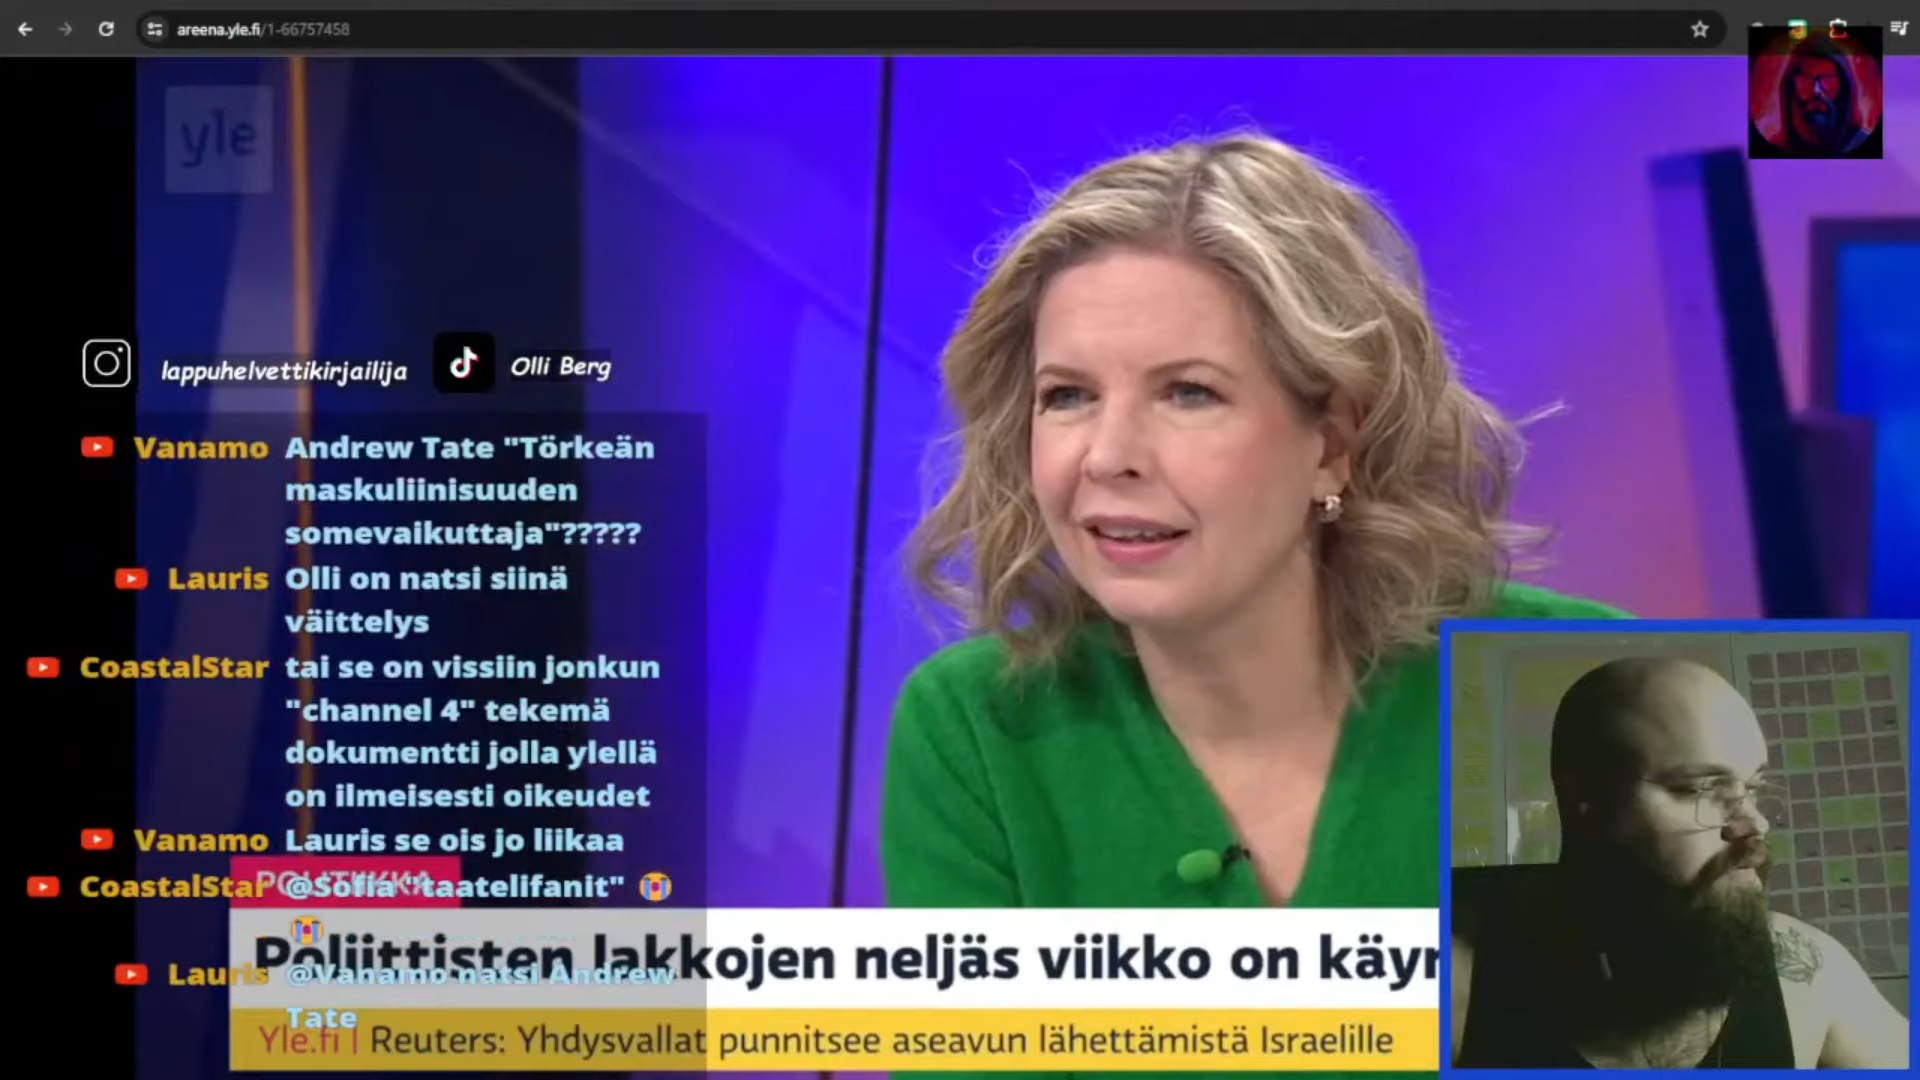 areena.yle.fi/1-66757458
yle
lappuhelvettikirjailija
Olli Berg
Vanamo Andrew Tate "Törkeän
maskuliinisuuden
somevaikuttaja"?????
Lauris Olli on natsi siinä
väittelys
CoastalStar tai se on vissiin jonkun
"channel 4" tekemä
dokumentti jolla ylellä
on ilmeisesti oikeudet
Vanamo Lauris se ois jo liikaa
POLITIIKKA
CoastalStar @Sofia "taatelifanit" 😭
😭
Poliittisten lakkojen neljäs viikko on käyn
Lauris @Vanamo natsi Andrew
Tate
Yle.fi | Reuters: Yhdysvallat punnitsee aseavun lähettämistä Israelille